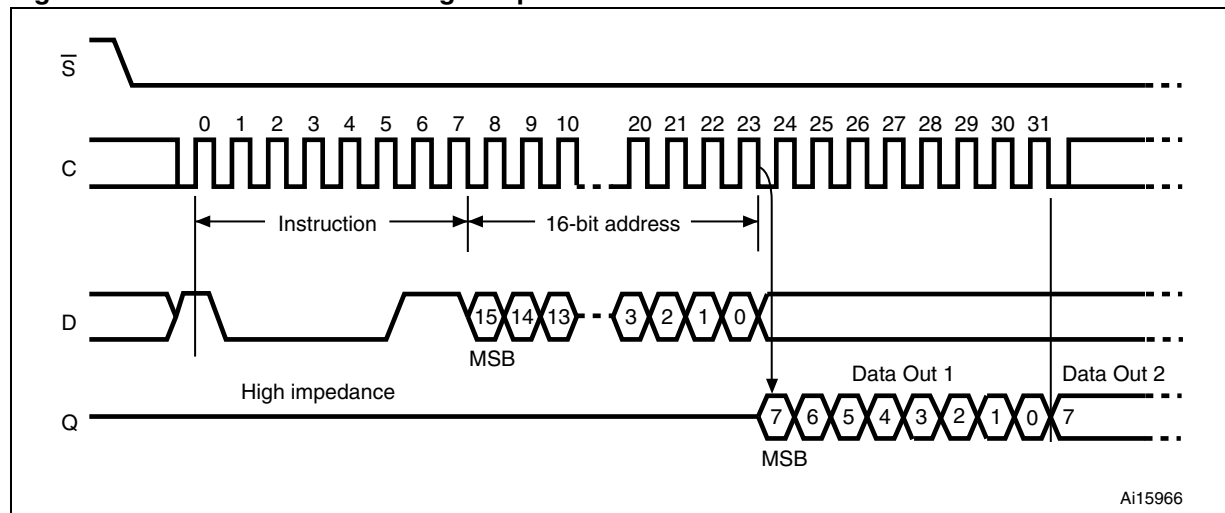 S
0 1 2 3 4 5 6 7 8 9 10 20 21 22 23 24 25 26 27 28 29 30 31
C
Instruction 16-bit address
D 15 14 13 3 2 1 0
MSB
High impedance Data Out 1 Data Out 2
Q 7 6 5 4 3 2 1 0 7
MSB
Ai15966